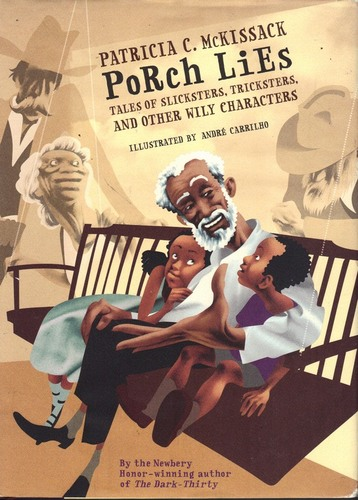 PATRICIA C. McKISSACK
PoRch LiEs
TALES OF SLICKSTERS, TRICKSTERS,
AND OTHER WILY CHARACTERS
ILLUSTRATED BY ANDRÉ CARRILHO
By the Newbery
Honor-winning author
of The Dark-Thirty